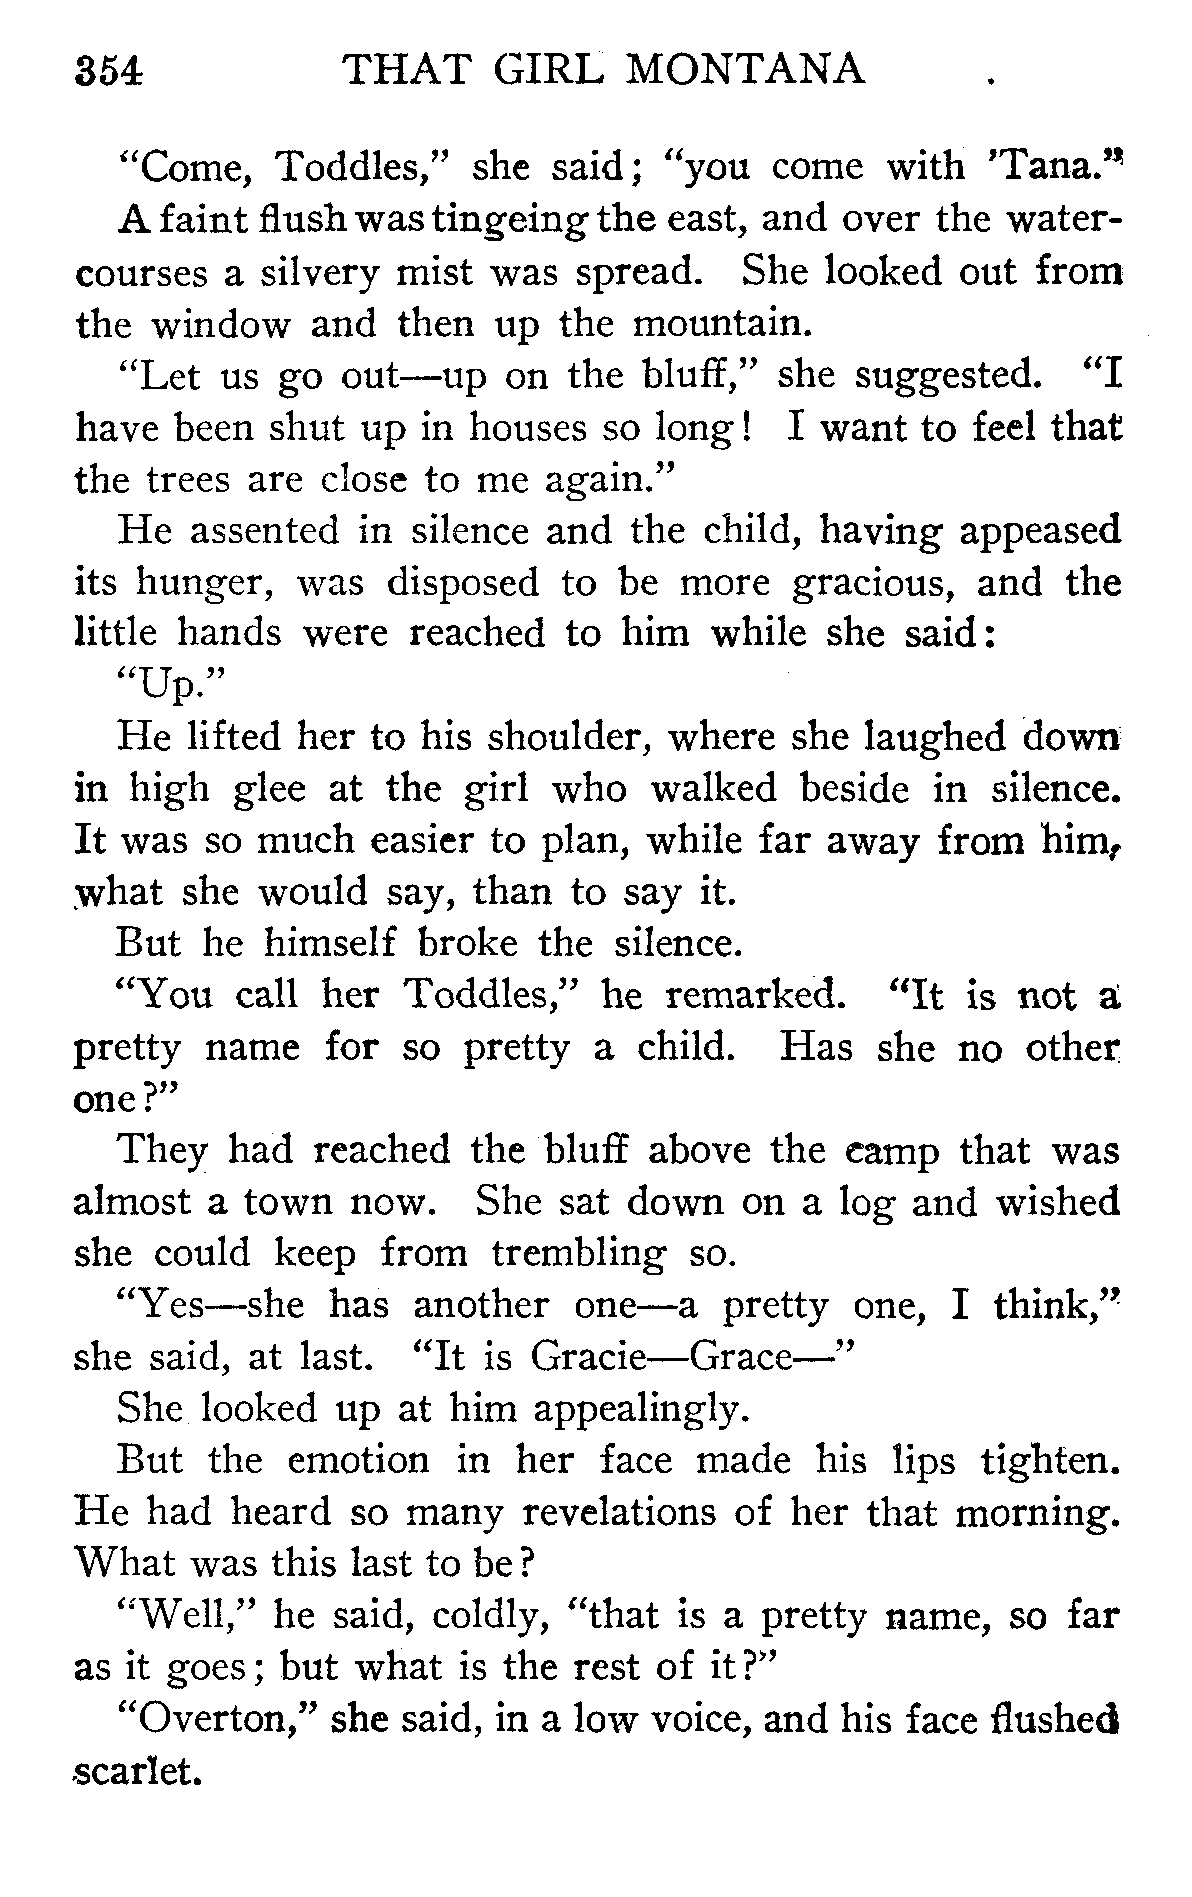 354 THAT GIRL MONTANA
“Come, Toddles,” she said; “you come with ’Tana.”
A faint flush was tingeing the east, and over the water-
courses a silvery mist was spread. She looked out from
the window and then up the mountain.
“Let us go out—up on the bluff,” she suggested. “I
have been shut up in houses so long! I want to feel that
the trees are close to me again.”
He assented in silence and the child, having appeased
its hunger, was disposed to be more gracious, and the
little hands were reached to him while she said:
“Up.”
He lifted her to his shoulder, where she laughed down
in high glee at the girl who walked beside in silence.
It was so much easier to plan, while far away from him,
what she would say, than to say it.
But he himself broke the silence.
“You call her Toddles,” he remarked. “It is not a
pretty name for so pretty a child. Has she no other
one?”
They had reached the bluff above the camp that was
almost a town now. She sat down on a log and wished
she could keep from trembling so.
“Yes—she has another one—a pretty one, I think,”
she said, at last. “It is Gracie—Grace—”
She looked up at him appealingly.
But the emotion in her face made his lips tighten.
He had heard so many revelations of her that morning.
What was this last to be?
“Well,” he said, coldly, “that is a pretty name, so far
as it goes; but what is the rest of it?”
“Overton,” she said, in a low voice, and his face flushed
scarlet.